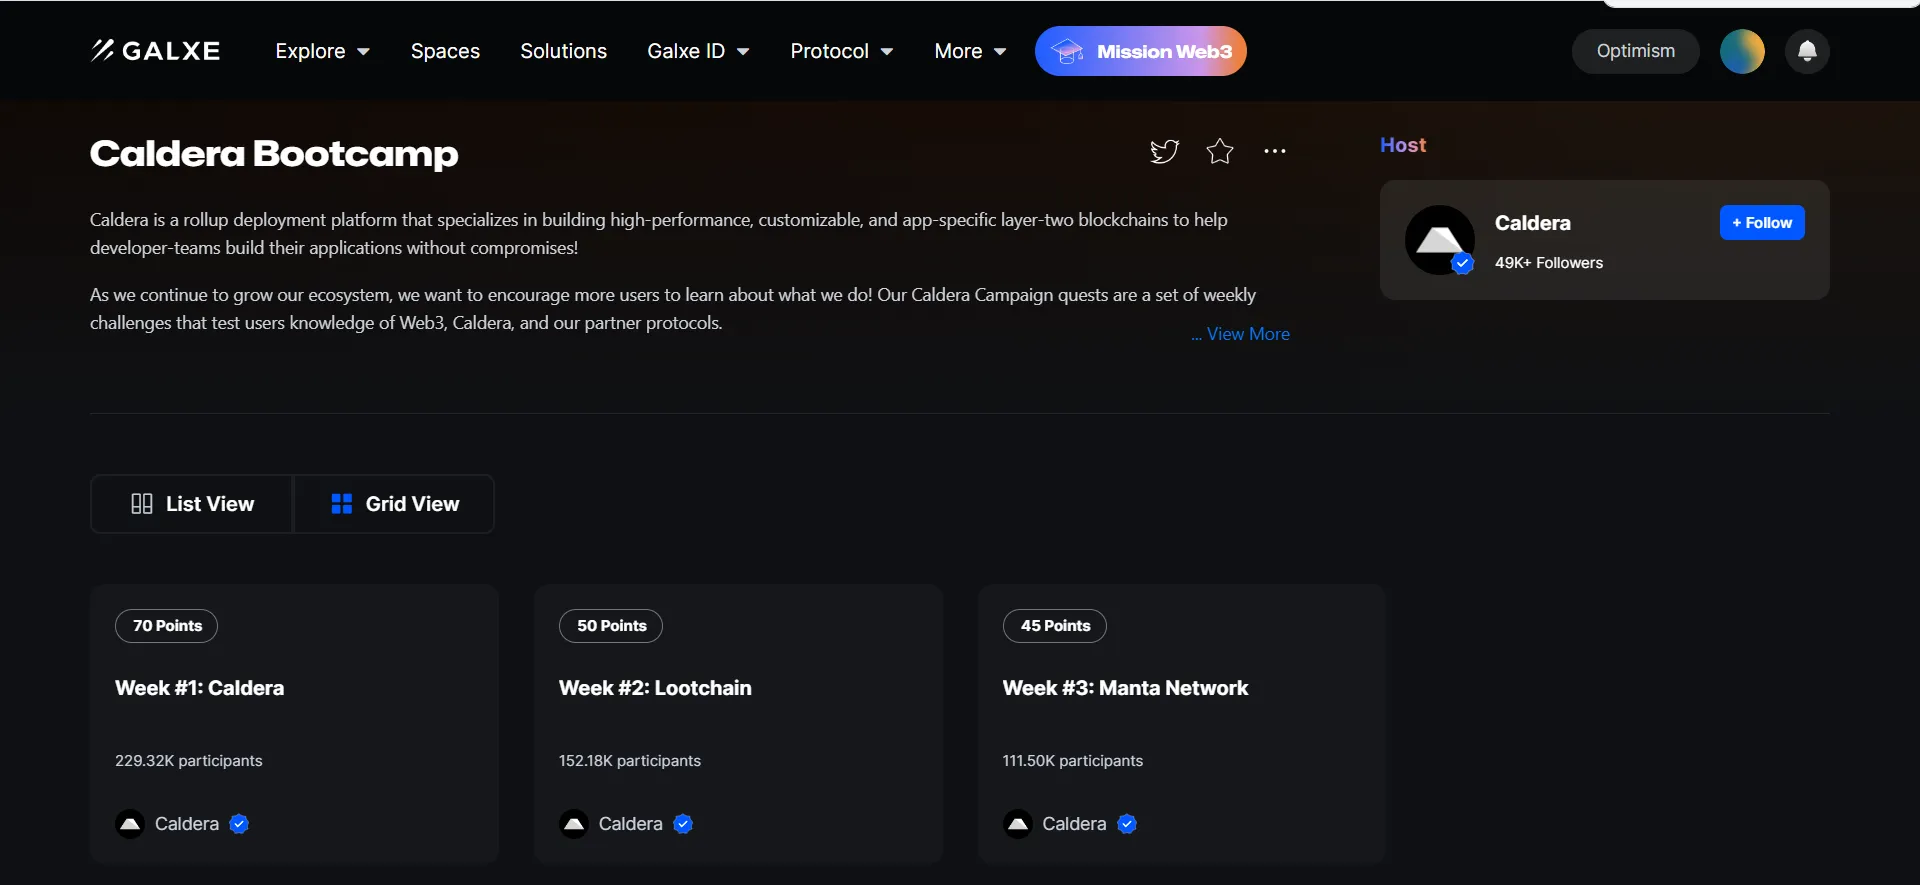 GALXE
Explore
Spaces
Solutions
Galxe ID
Protocol
More
Mission Web3
Optimism
Caldera Bootcamp
Caldera is a rollup deployment platform that specializes in building high-performance, customizable, and app-specific layer-two blockchains to help
developer-teams build their applications without compromises!
As we continue to grow our ecosystem, we want to encourage more users to learn about what we do! Our Caldera Campaign quests are a set of weekly
challenges that test users knowledge of Web3, Caldera, and our partner protocols.
... View More
Host
Caldera
+ Follow
49K+ Followers
List View
Grid View
70 Points
Week #1: Caldera
229.32K participants
Caldera
50 Points
Week #2: Lootchain
152.18K participants
Caldera
45 Points
Week #3: Manta Network
111.50K participants
Caldera